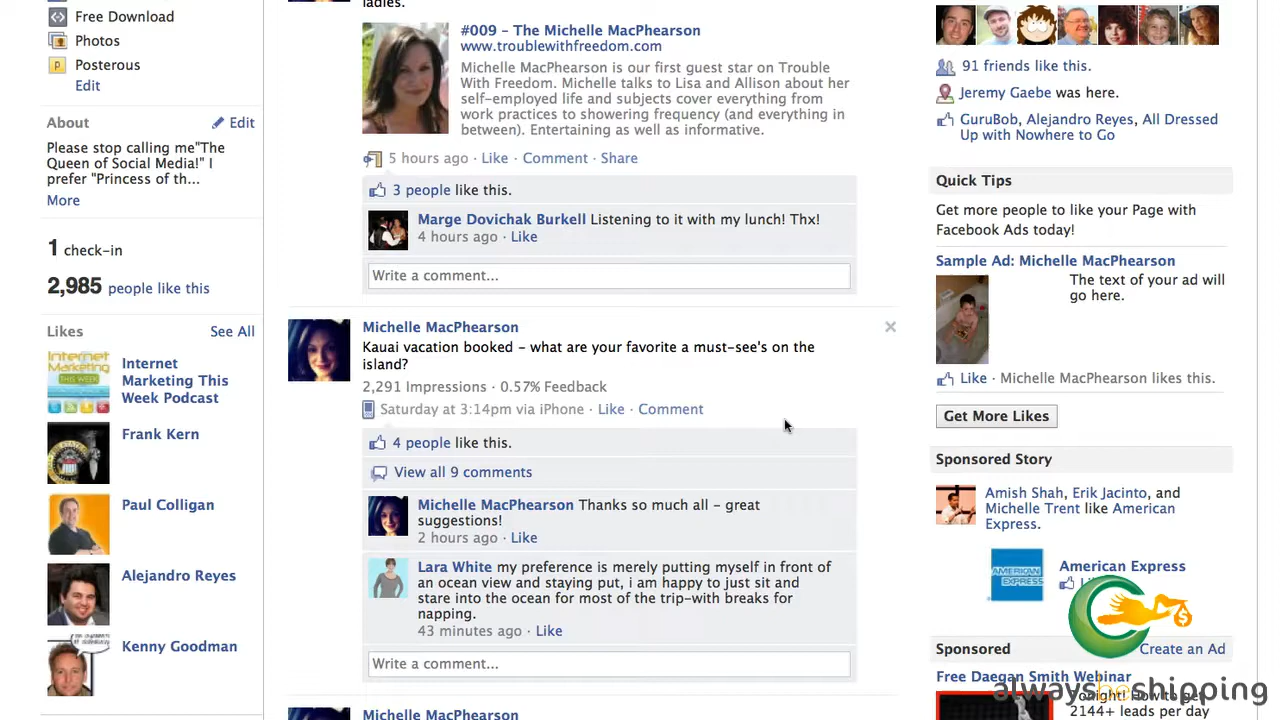 Free Download
Photos
Posterous
Edit
About
Edit
Please stop calling me"The
Queen of Social Media!" I
prefer "Princess of th...
More
1 check-in
2,985 people like this
Likes
See All
Internet
Marketing
THIS WEEK
Internet
Marketing This
Week Podcast
Frank Kern
Paul Colligan
Alejandro Reyes
Kenny Goodman
ladies.
#009 – The Michelle MacPhearson
www.troublewithfreedom.com
Michelle MacPhearson is our first guest star on Trouble
With Freedom. Michelle talks to Lisa and Allison about her
self-employed life and subjects cover everything from
work practices to showering frequency (and everything in
between). Entertaining as well as informative.
5 hours ago · Like · Comment · Share
3 people like this.
Marge Dovichak Burkell Listening to it with my lunch! Thx!
4 hours ago · Like
Write a comment...
Michelle MacPhearson
Kauai vacation booked – what are your favorite a must-see's on the
island?
2,291 Impressions · 0.57% Feedback
Saturday at 3:14pm via iPhone · Like · Comment
4 people like this.
View all 9 comments
Michelle MacPhearson Thanks so much all – great
suggestions!
2 hours ago · Like
Lara White my preference is merely putting myself in front of
an ocean view and staying put, i am happy to just sit and
stare into the ocean for most of the trip-with breaks for
napping.
43 minutes ago · Like
Write a comment...
Michelle MacPhearson
91 friends like this.
Jeremy Gaebe was here.
GuruBob, Alejandro Reyes, All Dressed
Up with Nowhere to Go
Quick Tips
Get more people to like your Page with
Facebook Ads today!
Sample Ad: Michelle MacPhearson
The text of your ad will
go here.
Like · Michelle MacPhearson likes this.
Get More Likes
Sponsored Story
Amish Shah, Erik Jacinto, and
Michelle Trent like American
Express.
AMERICAN
EXPRESS
American Express
Sponsored
Create an Ad
Free Daegan Smith Webinar
Tonight! How to get
2144+ leads per day
alwaysbeshipping